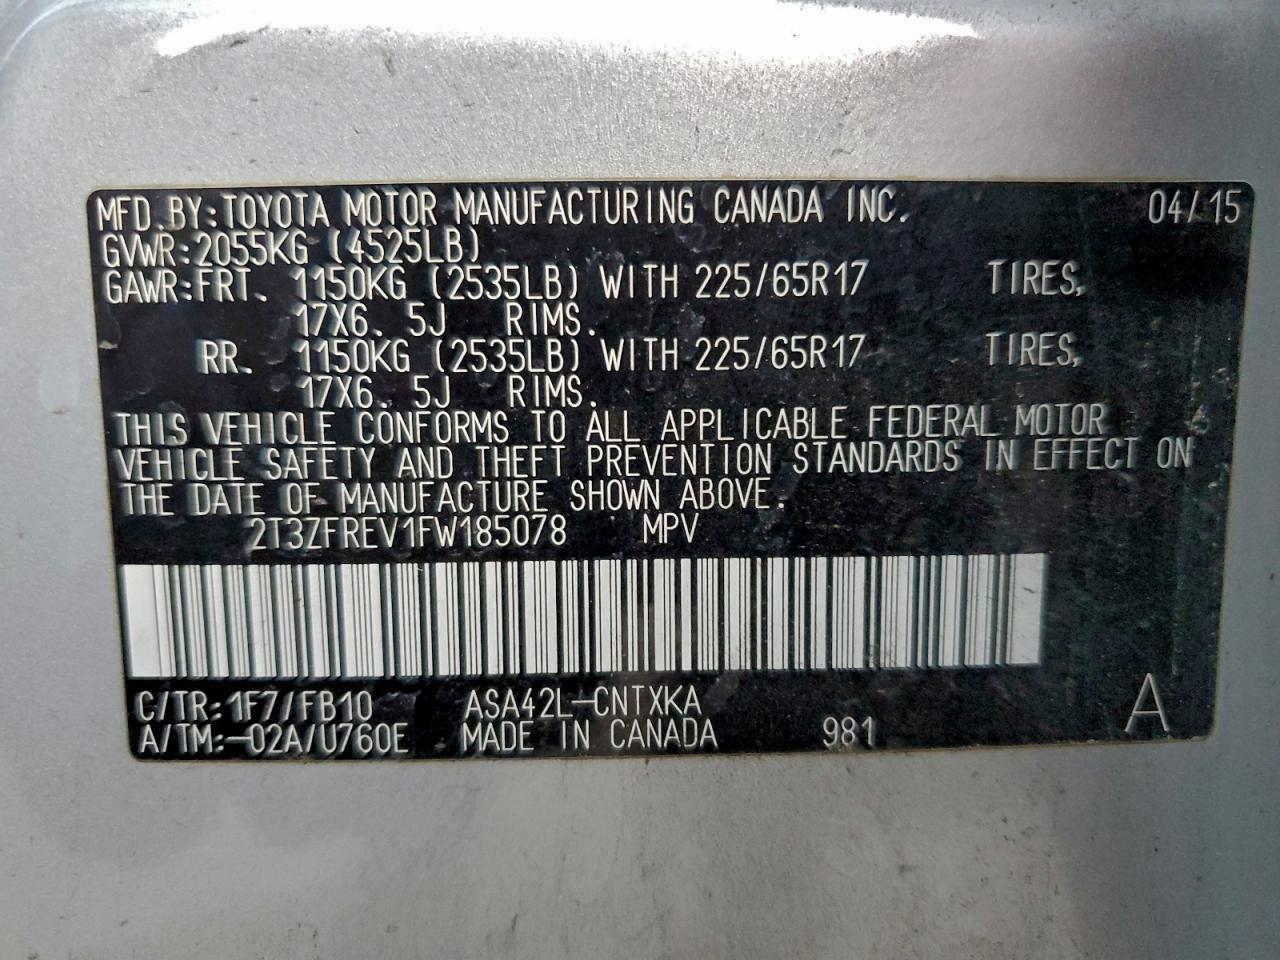 MFD. BY:TOYOTA MOTOR MANUFACTURING CANADA INC. 04/15
GVWR:2055KG (4525LB)
GAWR:FRT. 1150KG (2535LB) WITH 225/65R17 TIRES,
17X6.5J RIMS.
RR. 1150KG (2535LB) WITH 225/65R17 TIRES,
17X6.5J RIMS.
THIS VEHICLE CONFORMS TO ALL APPLICABLE FEDERAL MOTOR
VEHICLE SAFETY AND THEFT PREVENTION STANDARDS IN EFFECT ON
THE DATE OF MANUFACTURE SHOWN ABOVE.
2T3ZFREV1FW185078 MPV
C/TR:1F7/FB10 ASA42L-CNTXKA A
A/TM:-02A/U760E MADE IN CANADA 981